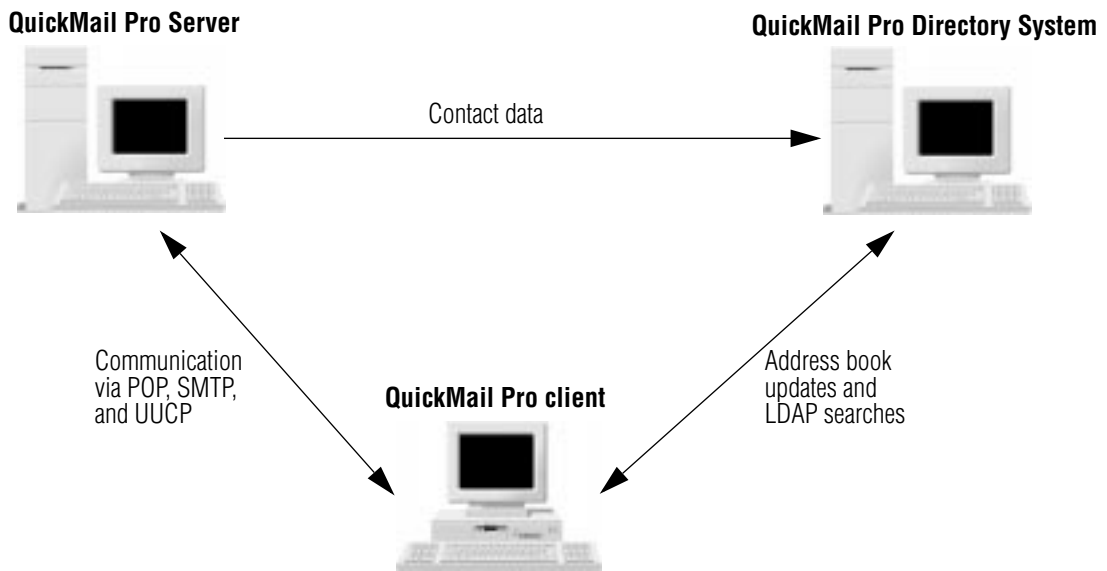 QuickMail Pro Server
QuickMail Pro Directory System
Contact data
Communication
via POP, SMTP,
and UUCP
Address book
updates and
LDAP searches
QuickMail Pro client